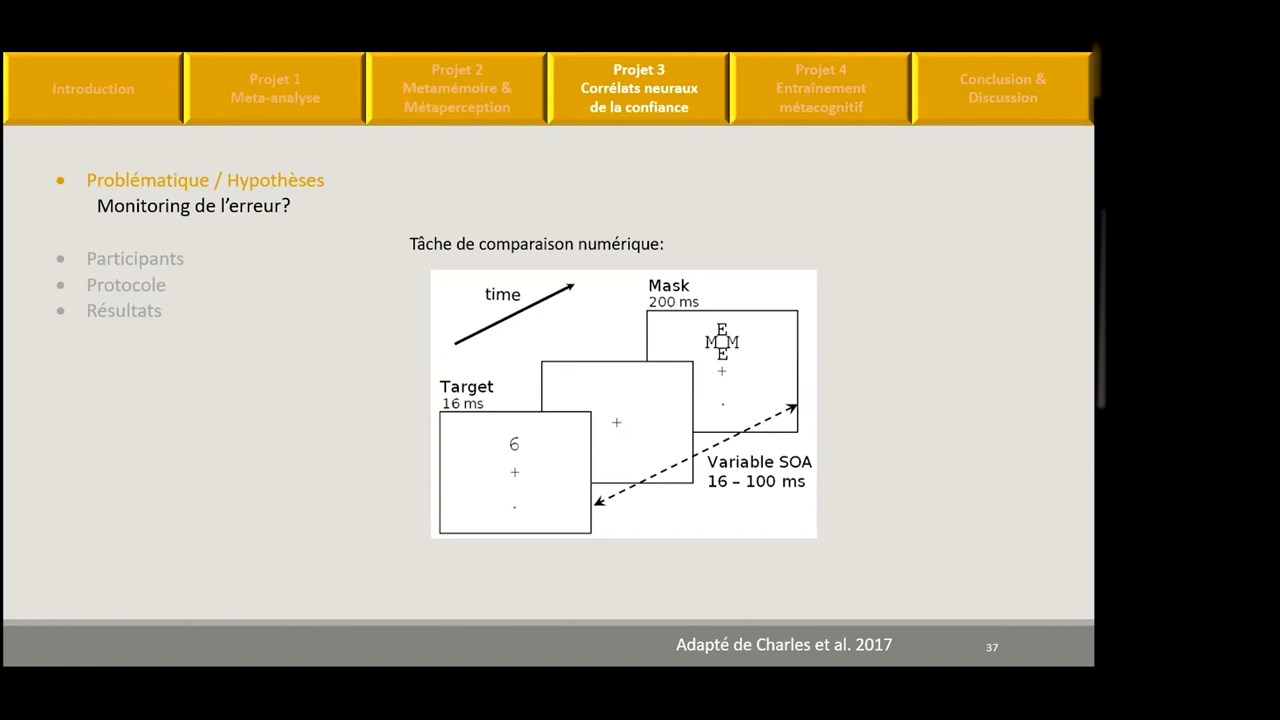 Introduction
Projet 1
Meta-analyse
Projet 2
Metamémoire &
Métaperception
Projet 3
Corrélats neuraux
de la confiance
Projet 4
Entraînement
métacognitif
Conclusion &
Discussion
• Problématique / Hypothèses
Monitoring de l'erreur?
• Participants
• Protocole
• Résultats
Tâche de comparaison numérique:
time
Mask
200 ms
E
M M
E
+
.
Target
16 ms
+
6
+
.
Variable SOA
16 – 100 ms
Adapté de Charles et al. 2017
37